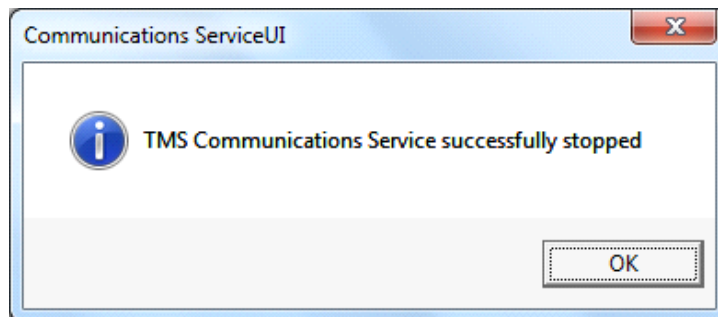 Communications ServiceUI
TMS Communications Service successfully stopped
OK